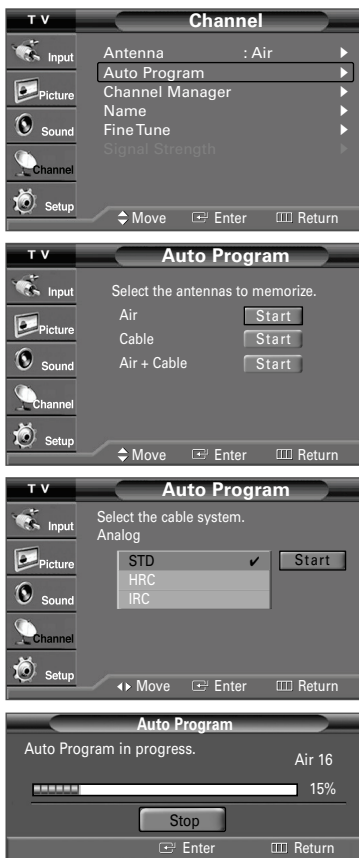 T V Channel
Input Antenna : Air
Auto Program
Picture Channel Manager
Name
Sound Fine Tune
Signal Strength
Channel
Setup
Move Enter Return
T V Auto Program
Input Select the antennas to memorize.
Air Start
Picture
Cable Start
Sound Air + Cable Start
Channel
Setup
Move Enter Return
T V Auto Program
Input Select the cable system.
Analog
Picture STD ✔ Start
HRC
Sound IRC
Channel
Setup
Move Enter Return
Auto Program
Auto Program in progress.
Air 16
15%
Stop
Enter Return